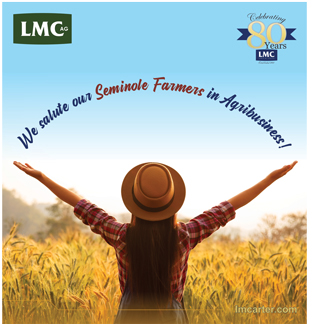 LMC AG
Celebrating
80
Years
LMC
We salute our Seminole Farmers in Agribusiness!
lmcarter.com